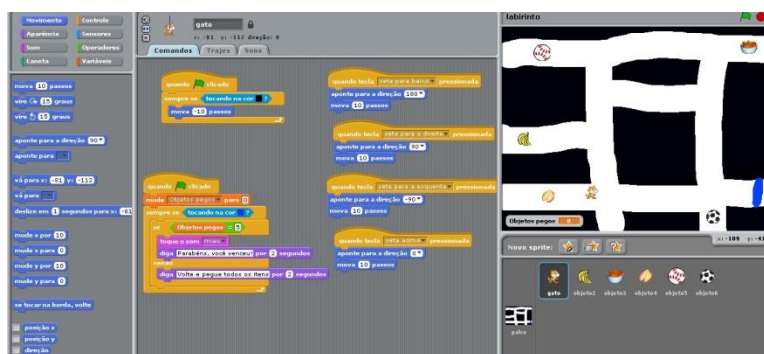 Movimento Controle
Aparência Sensores
Som Operadores
Caneta Variáveis
mova 10 passos
vire 15 graus
vire 15 graus
aponte para a direção 90
aponte para
vá para x: -81 y: -112
vá para
deslize em 1 segundos para x: -81
mude x por 10
mude x para 0
mude y por 10
mude y para 0
se tocar na borda, volte
posição x
posição y
direção
gato
x: -81 y: -112 direção: 0
Comandos Trajes Sons
quando clicado
sempre se tocando na cor ?
mova -10 passos
quando clicado
mude Objetos pegos para 0
sempre se tocando na cor ?
se Objetos pegos = 5
toque o som miau
diga Parabéns, você venceu! por 2 segundos
senão
diga Volte e pegue todos os itens por 2 segundos
quando tecla seta para baixo pressionada
aponte para a direção 180
mova 10 passos
quando tecla seta para a direita pressionada
aponte para a direção 90
mova 10 passos
quando tecla seta para a esquerda pressionada
aponte para a direção -90
mova 10 passos
quando tecla seta acima pressionada
aponte para a direção 0
mova 10 passos
labirinto
Objetos pegos 0
x: -109
Novo sprite:
gato objeto2 objeto3 objeto4 objeto5 objeto6
palco